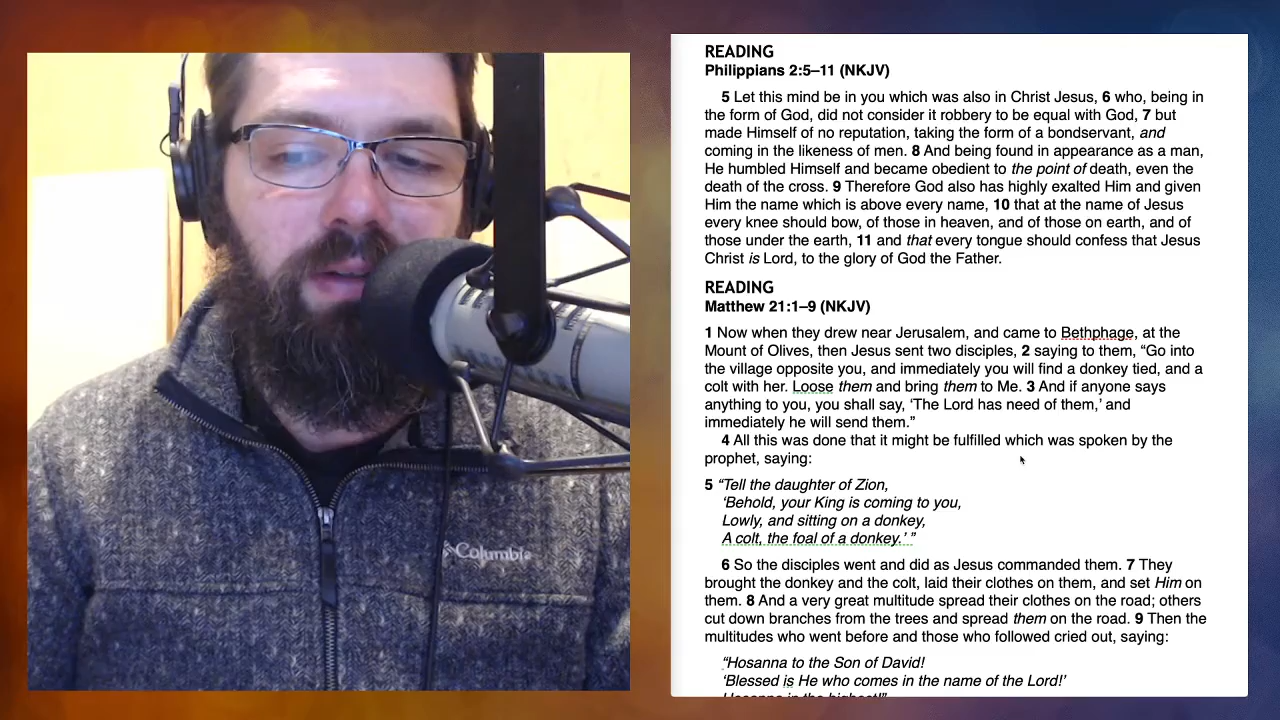 READING
Philippians 2:5–11 (NKJV)
5 Let this mind be in you which was also in Christ Jesus, 6 who, being in
the form of God, did not consider it robbery to be equal with God, 7 but
made Himself of no reputation, taking the form of a bondservant, and
coming in the likeness of men. 8 And being found in appearance as a man,
He humbled Himself and became obedient to the point of death, even the
death of the cross. 9 Therefore God also has highly exalted Him and given
Him the name which is above every name, 10 that at the name of Jesus
every knee should bow, of those in heaven, and of those on earth, and of
those under the earth, 11 and that every tongue should confess that Jesus
Christ is Lord, to the glory of God the Father.
READING
Matthew 21:1–9 (NKJV)
1 Now when they drew near Jerusalem, and came to Bethphage, at the
Mount of Olives, then Jesus sent two disciples, 2 saying to them, “Go into
the village opposite you, and immediately you will find a donkey tied, and a
colt with her. Loose them and bring them to Me. 3 And if anyone says
anything to you, you shall say, ‘The Lord has need of them,’ and
immediately he will send them.”
4 All this was done that it might be fulfilled which was spoken by the
prophet, saying:
5 “Tell the daughter of Zion,
‘Behold, your King is coming to you,
Lowly, and sitting on a donkey,
A colt, the foal of a donkey.’ ”
6 So the disciples went and did as Jesus commanded them. 7 They
brought the donkey and the colt, laid their clothes on them, and set Him on
them. 8 And a very great multitude spread their clothes on the road; others
cut down branches from the trees and spread them on the road. 9 Then the
multitudes who went before and those who followed cried out, saying:
“Hosanna to the Son of David!
‘Blessed is He who comes in the name of the Lord!’
Hosanna in the highest!”
Columbia